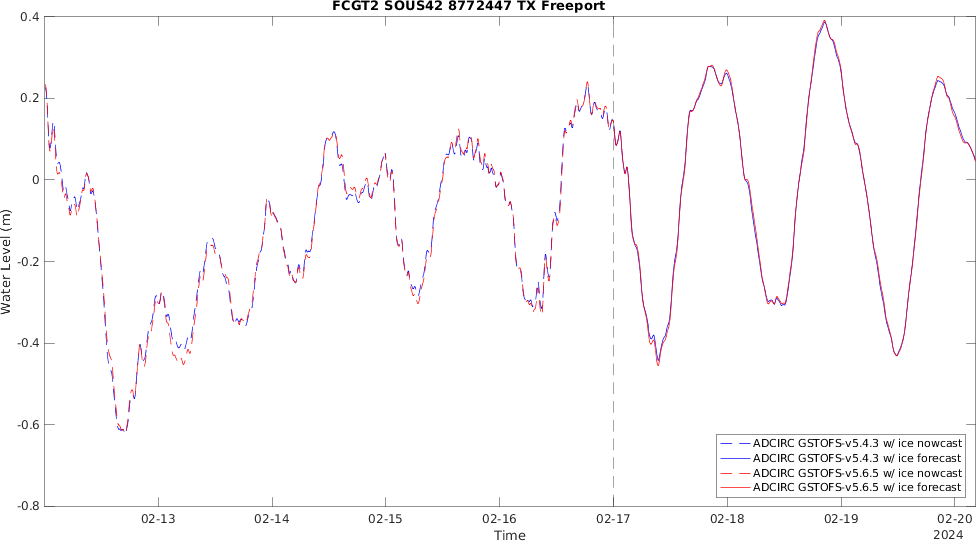 FCGT2 SOUS42 8772447 TX Freeport
0.4
0.2
0
-0.2
-0.4
-0.6
-0.8
Water Level (m)
02-13
02-14
02-15
02-16
02-17
02-18
02-19
02-20
Time
2024
ADCIRC GSTOFS-v5.4.3 w/ ice nowcast
ADCIRC GSTOFS-v5.4.3 w/ ice forecast
ADCIRC GSTOFS-v5.6.5 w/ ice nowcast
ADCIRC GSTOFS-v5.6.5 w/ ice forecast